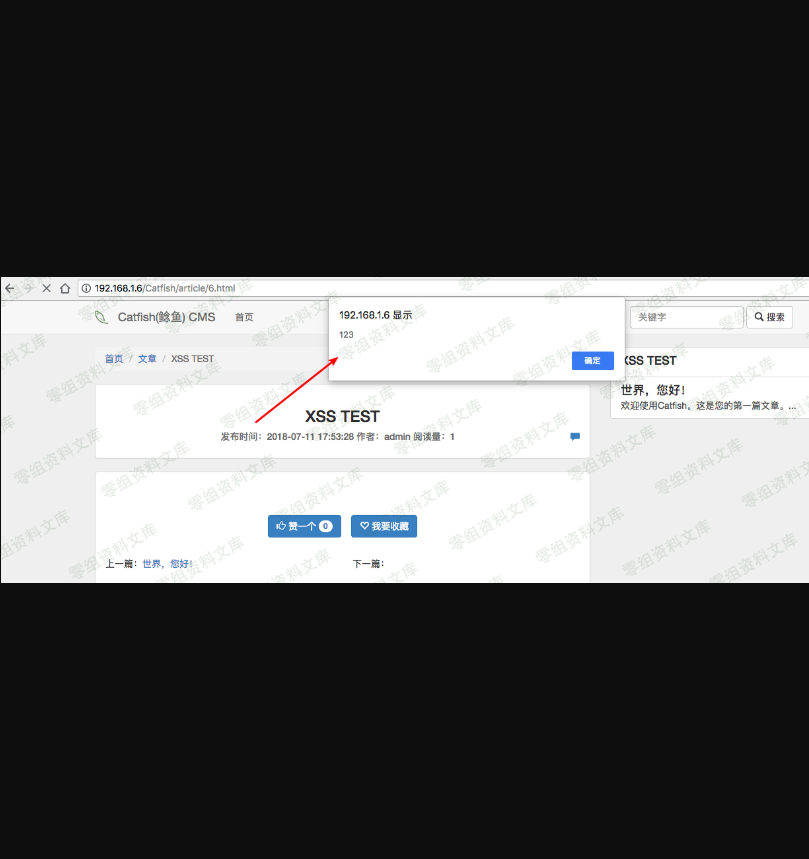 192.168.1.6/Catfish/article/6.html
Catfish(鲶鱼) CMS 首页
192.168.1.6 显示
123
确定
关键字 搜索
首页 / 文章 / XSS TEST
XSS TEST
发布时间：2018-07-11 17:53:28 作者：admin 阅读量：1
赞一个 0 我要收藏
上一篇：世界，您好！ 下一篇：
XSS TEST
世界，您好！
欢迎使用Catfish。这是您的第一篇文章。...
零组资料文库